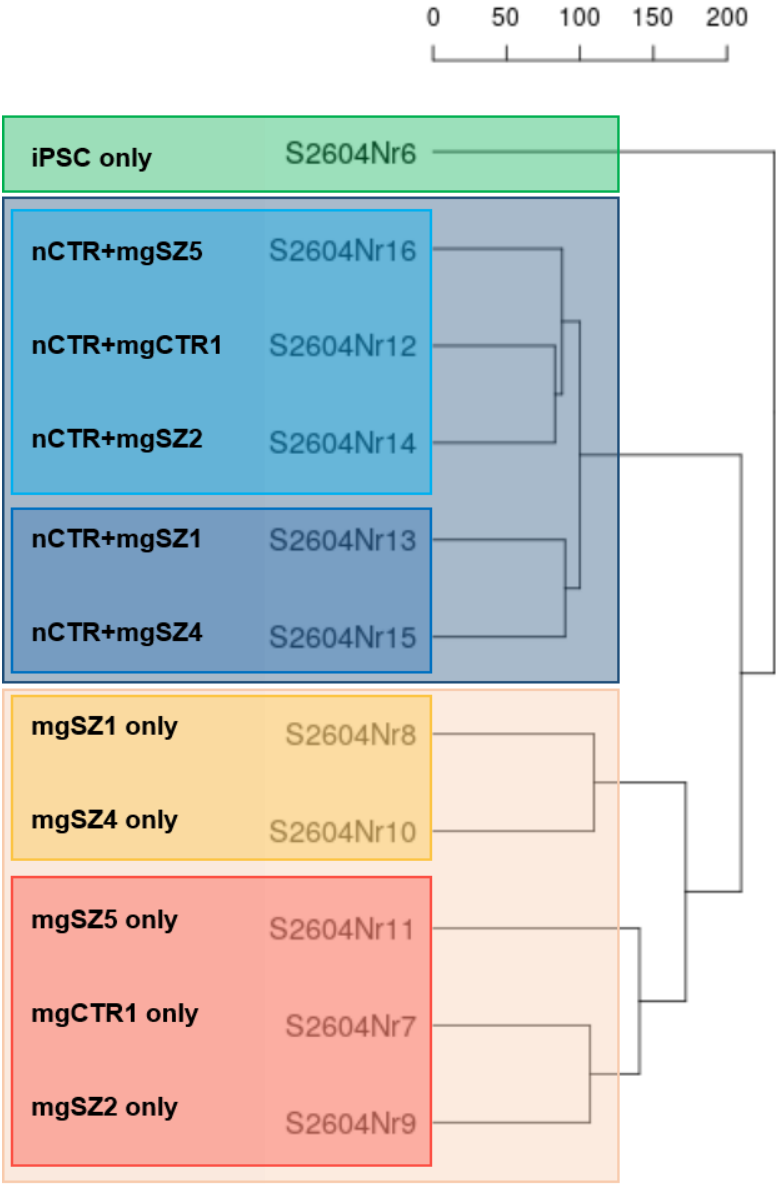 0 50 100 150 200
iPSC only S2604Nr6
nCTR+mgSZ5 S2604Nr16
nCTR+mgCTR1 S2604Nr12
nCTR+mgSZ2 S2604Nr14
nCTR+mgSZ1 S2604Nr13
nCTR+mgSZ4 S2604Nr15
mgSZ1 only S2604Nr8
mgSZ4 only S2604Nr10
mgSZ5 only S2604Nr11
mgCTR1 only S2604Nr7
mgSZ2 only S2604Nr9